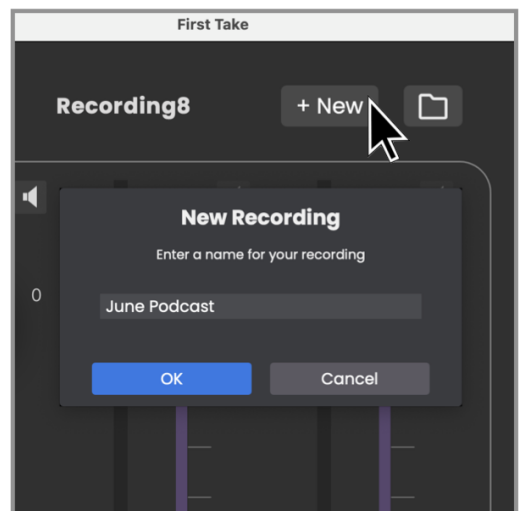 First Take
Recording8
+ New
New Recording
Enter a name for your recording
0
June Podcast
OK
Cancel